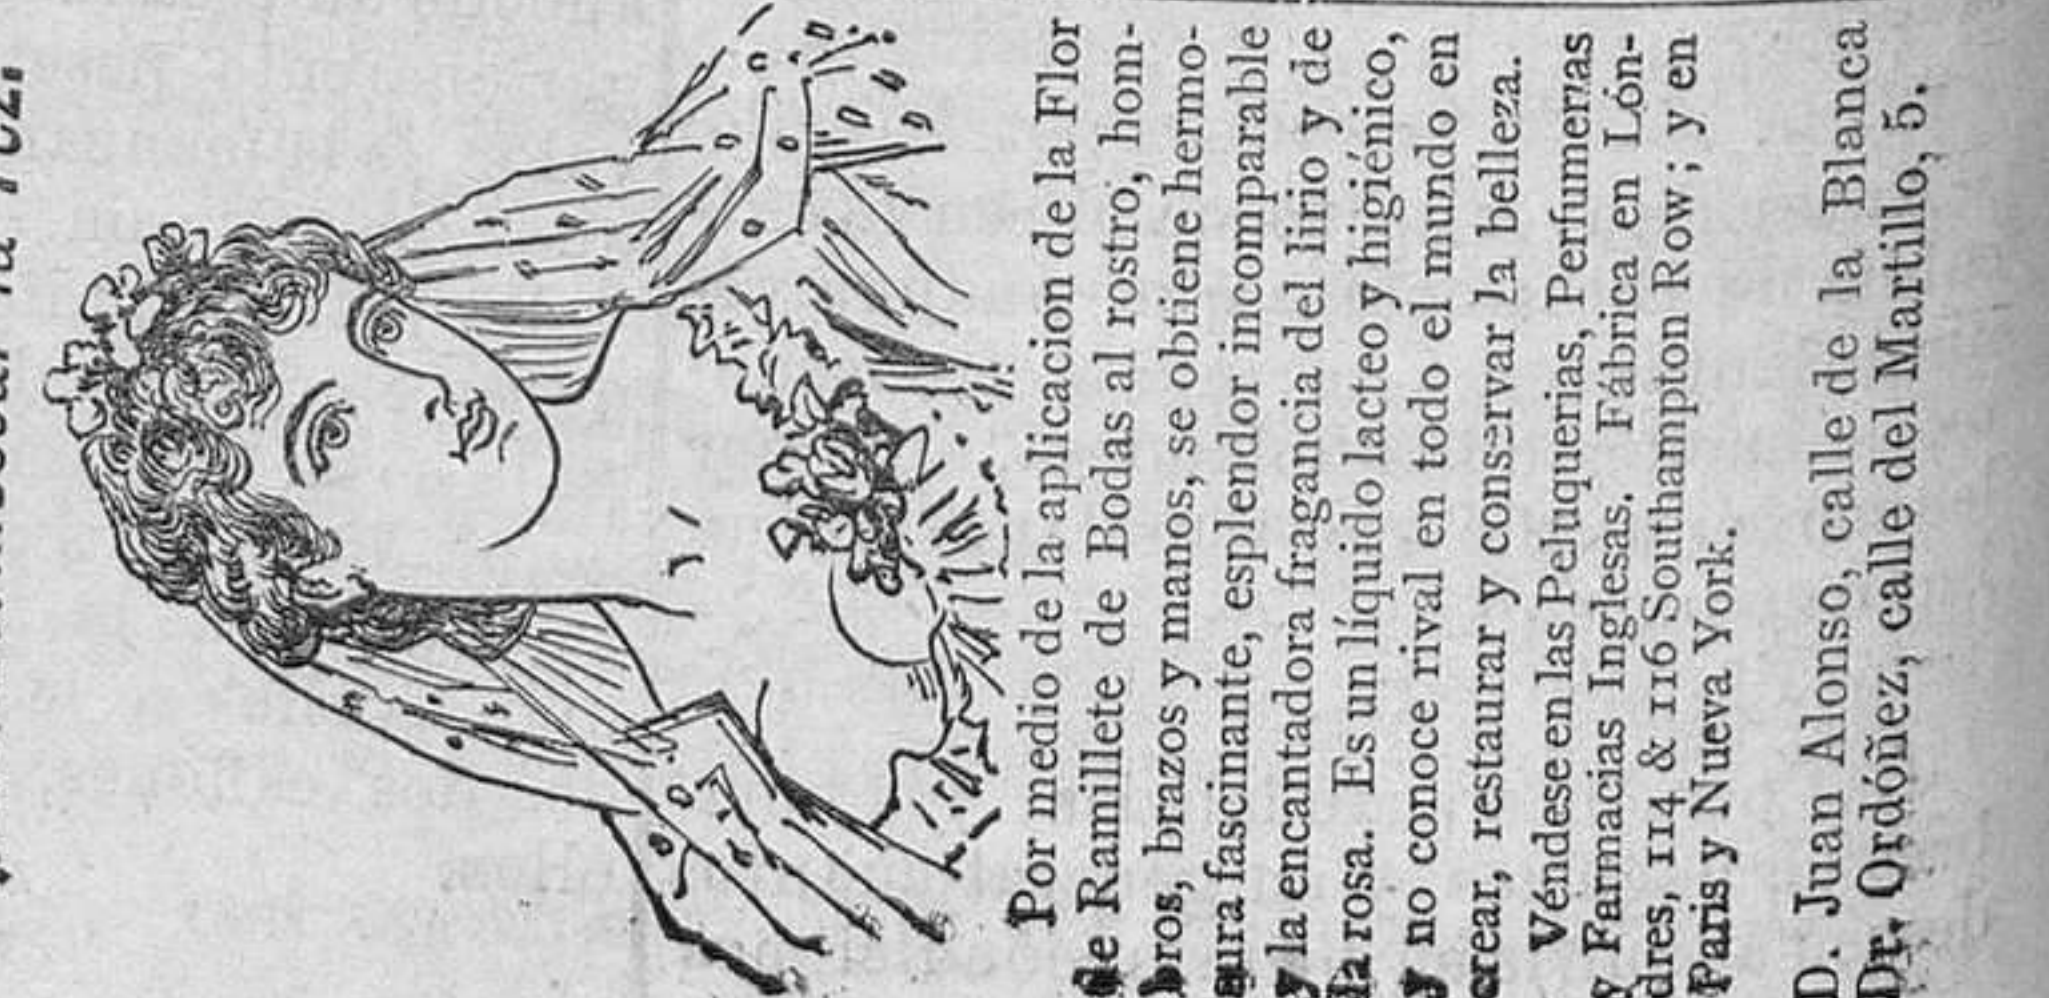 la Tez.
Por medio de la aplicacion de la Flor
de Ramillete de Bodas al rostro, hom-
bros, brazos y manos, se obtiene hermo-
sura fascinante, esplendor incomparable
y la encantadora fragancia del lirio y de
la rosa. Es un líquido lacteo y higiénico,
y no conoce rival en todo el mundo en
crear, restaurar y conservar la belleza.
Véndese en las Peluquerias, Perfumerias
y Farmacias Inglesas. Fábrica en Lón-
dres, 114 & 116 Southampton Row; y en
Paris y Nueva York.
D. Juan Alonso, calle de la Blanca
Dr. Ordóñez, calle del Martillo, 5.